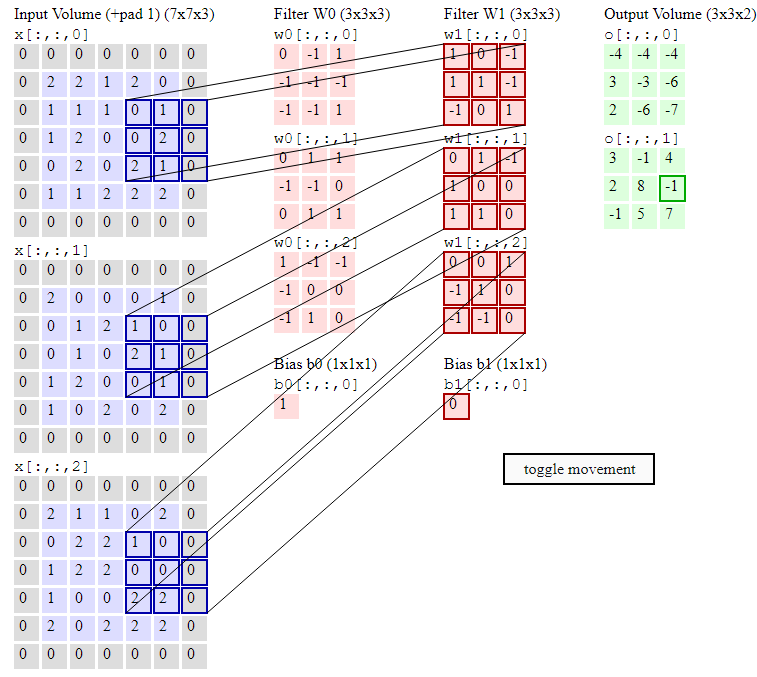 Input Volume (+pad 1) (7x7x3)
x[:,:,0]
0 0 0 0 0 0 0
0 2 2 1 2 0 0
0 1 1 1 0 1 0
0 1 2 0 0 2 0
0 0 2 0 2 1 0
0 1 1 2 2 2 0
0 0 0 0 0 0 0
x[:,:,1]
0 0 0 0 0 0 0
0 2 0 0 0 1 0
0 0 1 2 1 0 0
0 0 1 0 2 1 0
0 1 2 0 0 1 0
0 1 0 2 0 2 0
0 0 0 0 0 0 0
x[:,:,2]
0 0 0 0 0 0 0
0 2 1 1 0 2 0
0 0 2 2 1 0 0
0 1 2 2 0 0 0
0 1 0 0 2 2 0
0 2 0 2 2 2 0
0 0 0 0 0 0 0
Filter W0 (3x3x3)
w0[:,:,0]
0 -1 1
-1 -1 -1
-1 -1 1
w0[:,:,1]
0 1 1
-1 -1 0
0 1 1
w0[:,:,2]
1 -1 -1
-1 0 0
-1 1 0
Bias b0 (1x1x1)
b0[:,:,0]
1
Filter W1 (3x3x3)
w1[:,:,0]
1 0 -1
1 1 -1
-1 0 1
w1[:,:,1]
0 1 -1
1 0 0
1 1 0
w1[:,:,2]
0 0 1
-1 1 0
-1 -1 0
Bias b1 (1x1x1)
b1[:,:,0]
0
Output Volume (3x3x2)
o[:,:,0]
-4 -4 -4
3 -3 -6
2 -6 -7
o[:,:,1]
3 -1 4
2 8 -1
-1 5 7
toggle movement